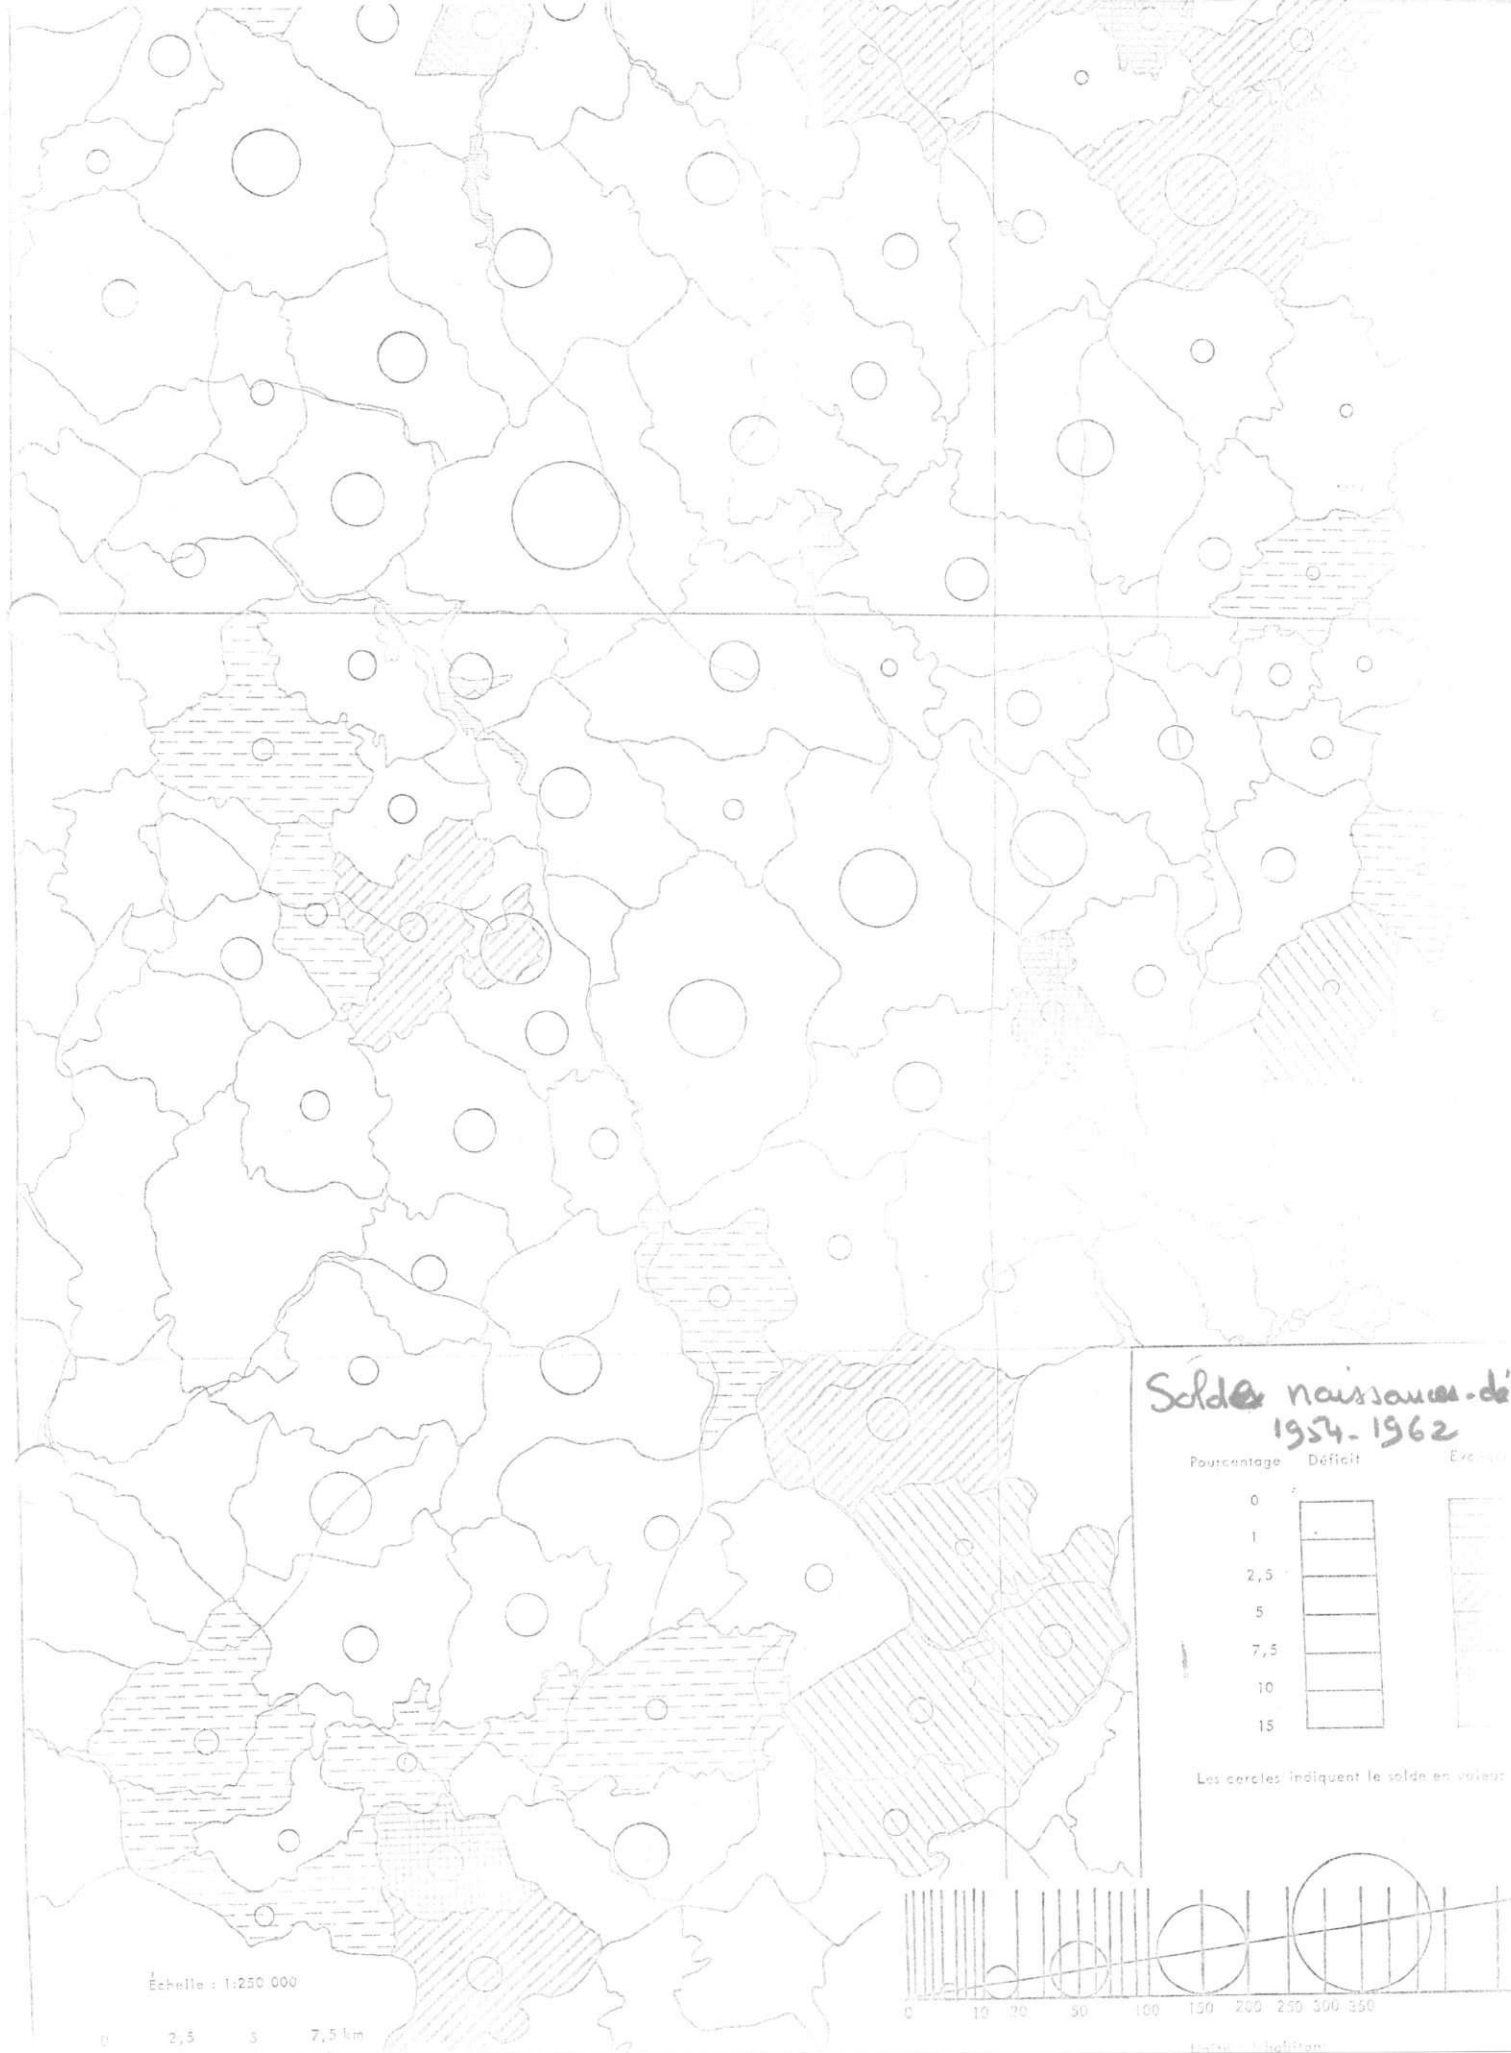 Soldes naissances-dé
1954-1962
Pourcentage Déficit
0
1
2,5
5
7,5
10
15
Les cercles indiquent le solde en valeur
0 10 20 50 100 150 200 250 300 350
Échelle : 1:250 000
0 2,5 5 7,5 km